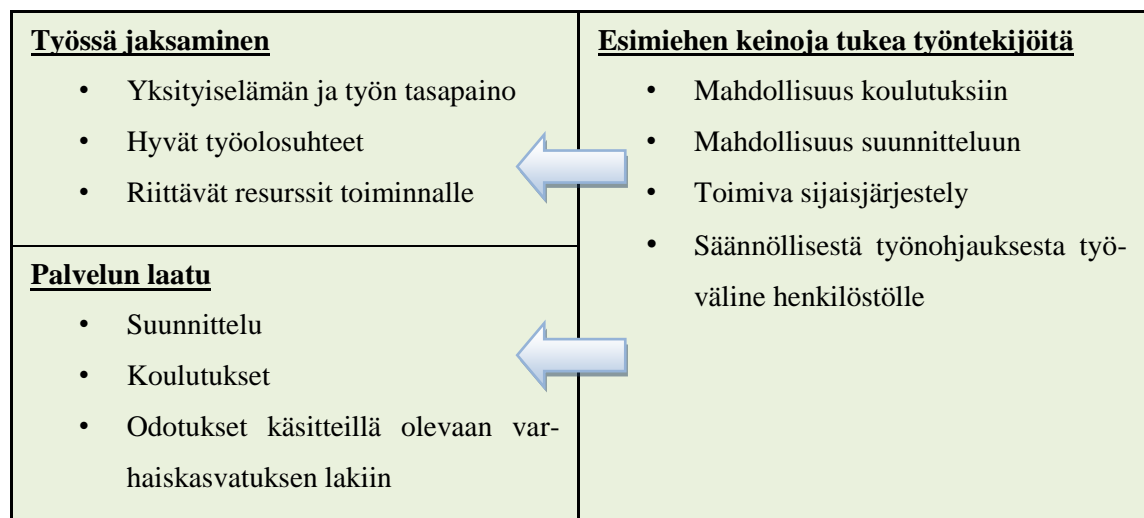 Työssä jaksaminen
• Yksityiselämän ja työn tasapaino
• Hyvät työolosuhteet
• Riittävät resurssit toiminnalle
Palvelun laatu
• Suunnittelu
• Koulutukset
• Odotukset käsitteillä olevaan var-
haiskasvatuksen lakiin
Esimiehen keinoja tukea työntekijöitä
• Mahdollisuus koulutuksiin
• Mahdollisuus suunnitteluun
• Toimiva sijaisjärjestely
• Säännöllisestä työnohjauksesta työ-
väline henkilöstölle